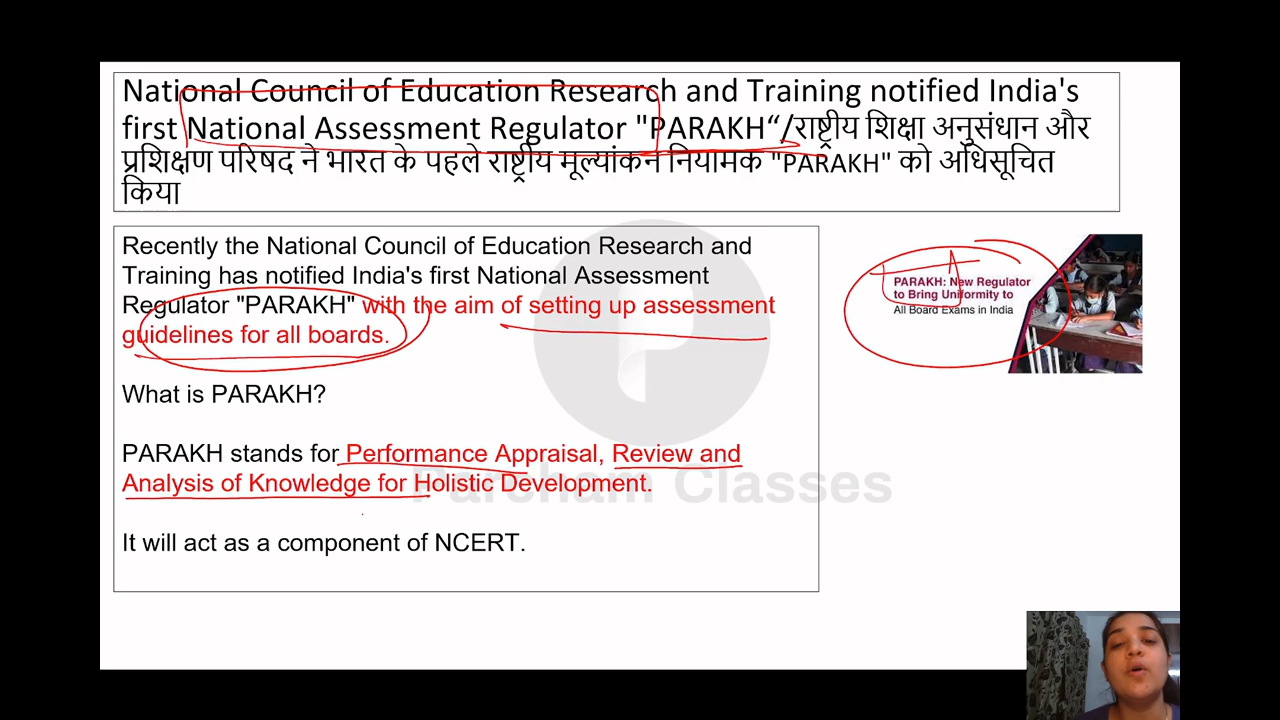 National Council of Education Research and Training notified India's
first National Assessment Regulator "PARAKH“/राष्ट्रीय शिक्षा अनुसंधान और
प्रशिक्षण परिषद ने भारत के पहले राष्ट्रीय मूल्यांकन नियामक "PARAKH" को अधिसूचित
किया
Recently the National Council of Education Research and
Training has notified India's first National Assessment
Regulator "PARAKH" with the aim of setting up assessment
guidelines for all boards.
What is PARAKH?
PARAKH stands for Performance Appraisal, Review and
Analysis of Knowledge for Holistic Development.
It will act as a component of NCERT.
PARAKH: New Regulator
to Bring Uniformity to
All Board Exams in India
Parcham Classes